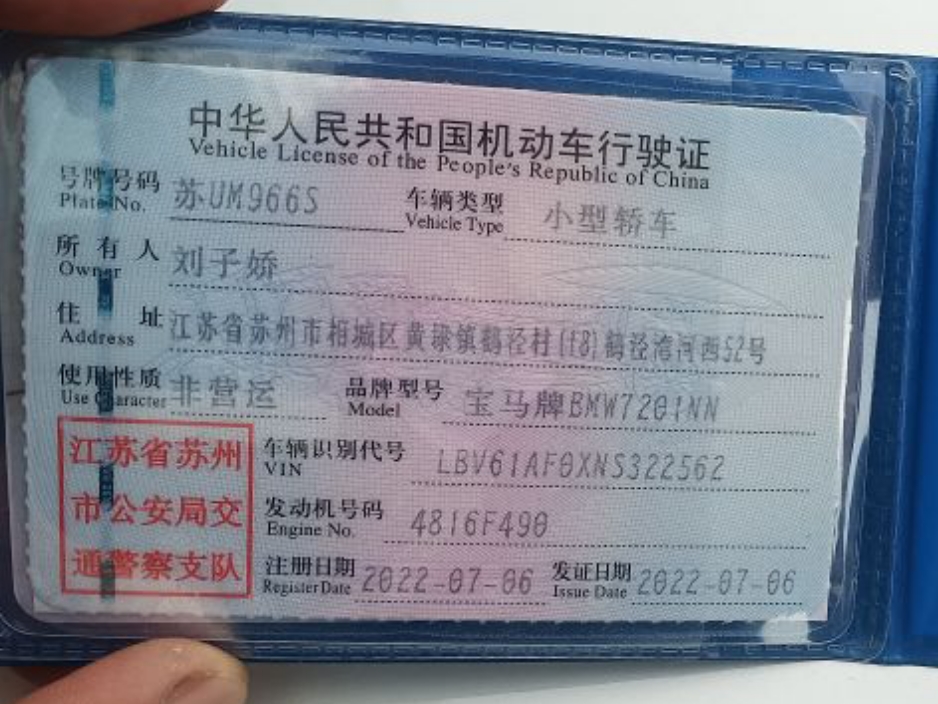 中华人民共和国机动车行驶证
Vehicle License of the People's Republic of China
号牌号码 苏UM966S 车辆类型 小型轿车
Plate No. Vehicle Type
所有人 刘子娇
Owner
住址 江苏省苏州市相城区黄埭镇鹤泾村(18)鹤泾湾河西52号
Address
使用性质 非营运 品牌型号 宝马牌BMW7201NN
Use Character Model
江苏省苏州 车辆识别代号 LBV61AF0XNS322562
VIN
市公安局交 发动机号码 4816F490
Engine No.
通警察支队 注册日期 2022-07-06 发证日期 2022-07-06
Register Date Issue Date